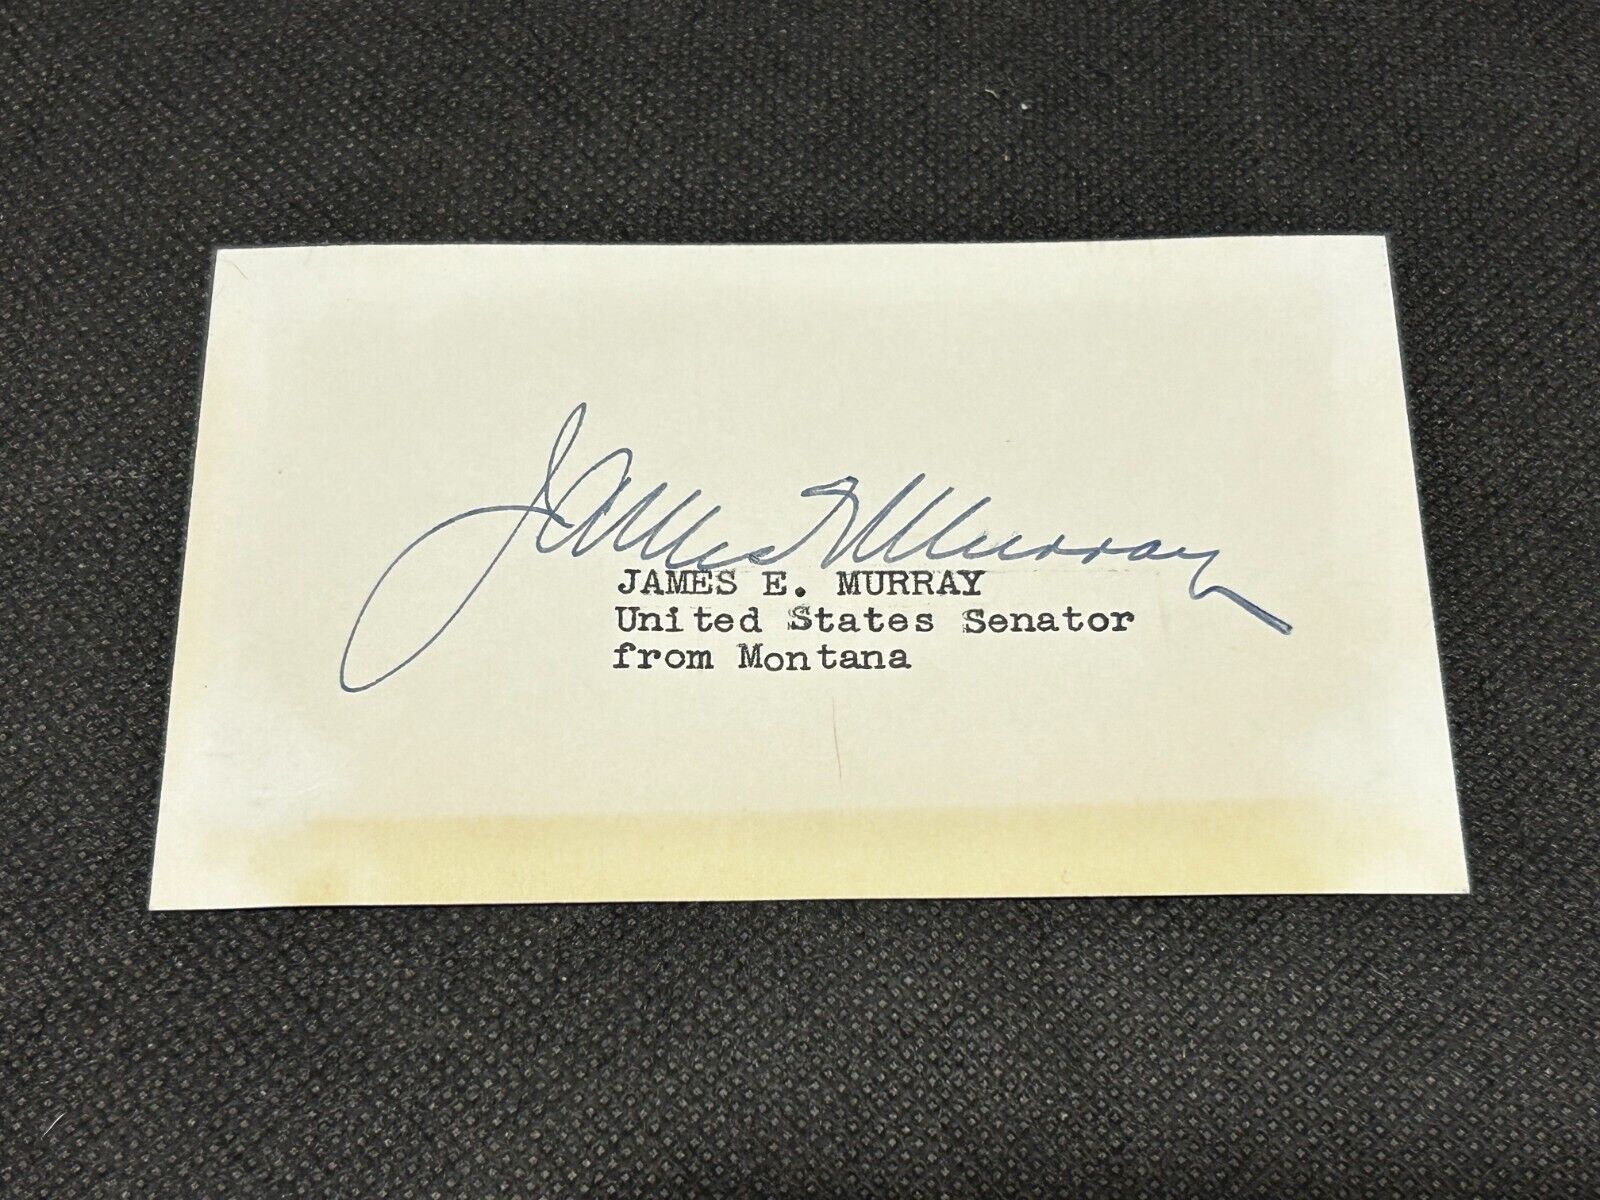 James E Murray
JAMES E. MURRAY
United States Senator
from Montana